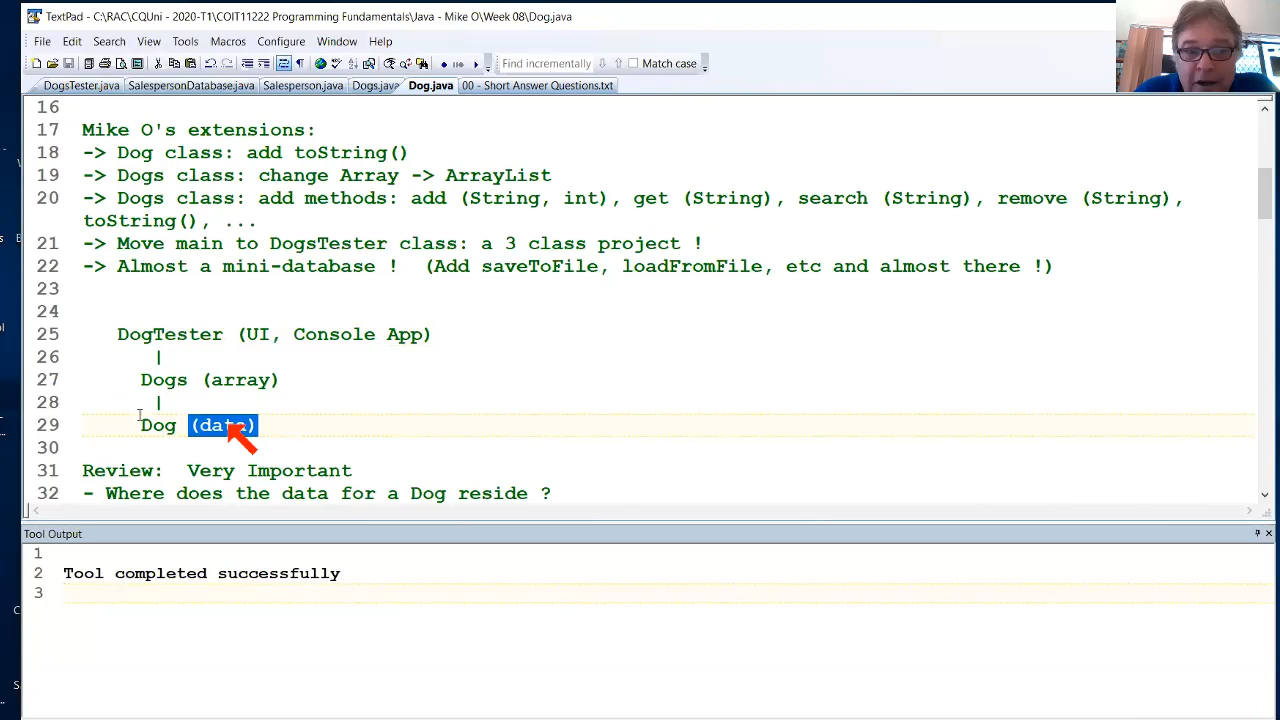 TextPad - C:\RAC\CQUni - 2020-T1\COIT11222 Programming Fundamentals\Java - Mike O\Week 08\Dog.java
File Edit Search View Tools Macros Configure Window Help
Find incrementally Match case
DogsTester.java SalespersonDatabase.java Salesperson.java Dogs.java Dog.java 00 - Short Answer Questions.txt
16
17 Mike O's extensions:
18 -> Dog class: add toString()
19 -> Dogs class: change Array -> ArrayList
20 -> Dogs class: add methods: add (String, int), get (String), search (String), remove (String),
toString(), ...
21 -> Move main to DogsTester class: a 3 class project !
22 -> Almost a mini-database ! (Add saveToFile, loadFromFile, etc and almost there !)
23
24
25 DogTester (UI, Console App)
26 |
27 Dogs (array)
28 |
29 Dog (data)
30
31 Review: Very Important
32 - Where does the data for a Dog reside ?
Tool Output
1
2 Tool completed successfully
3